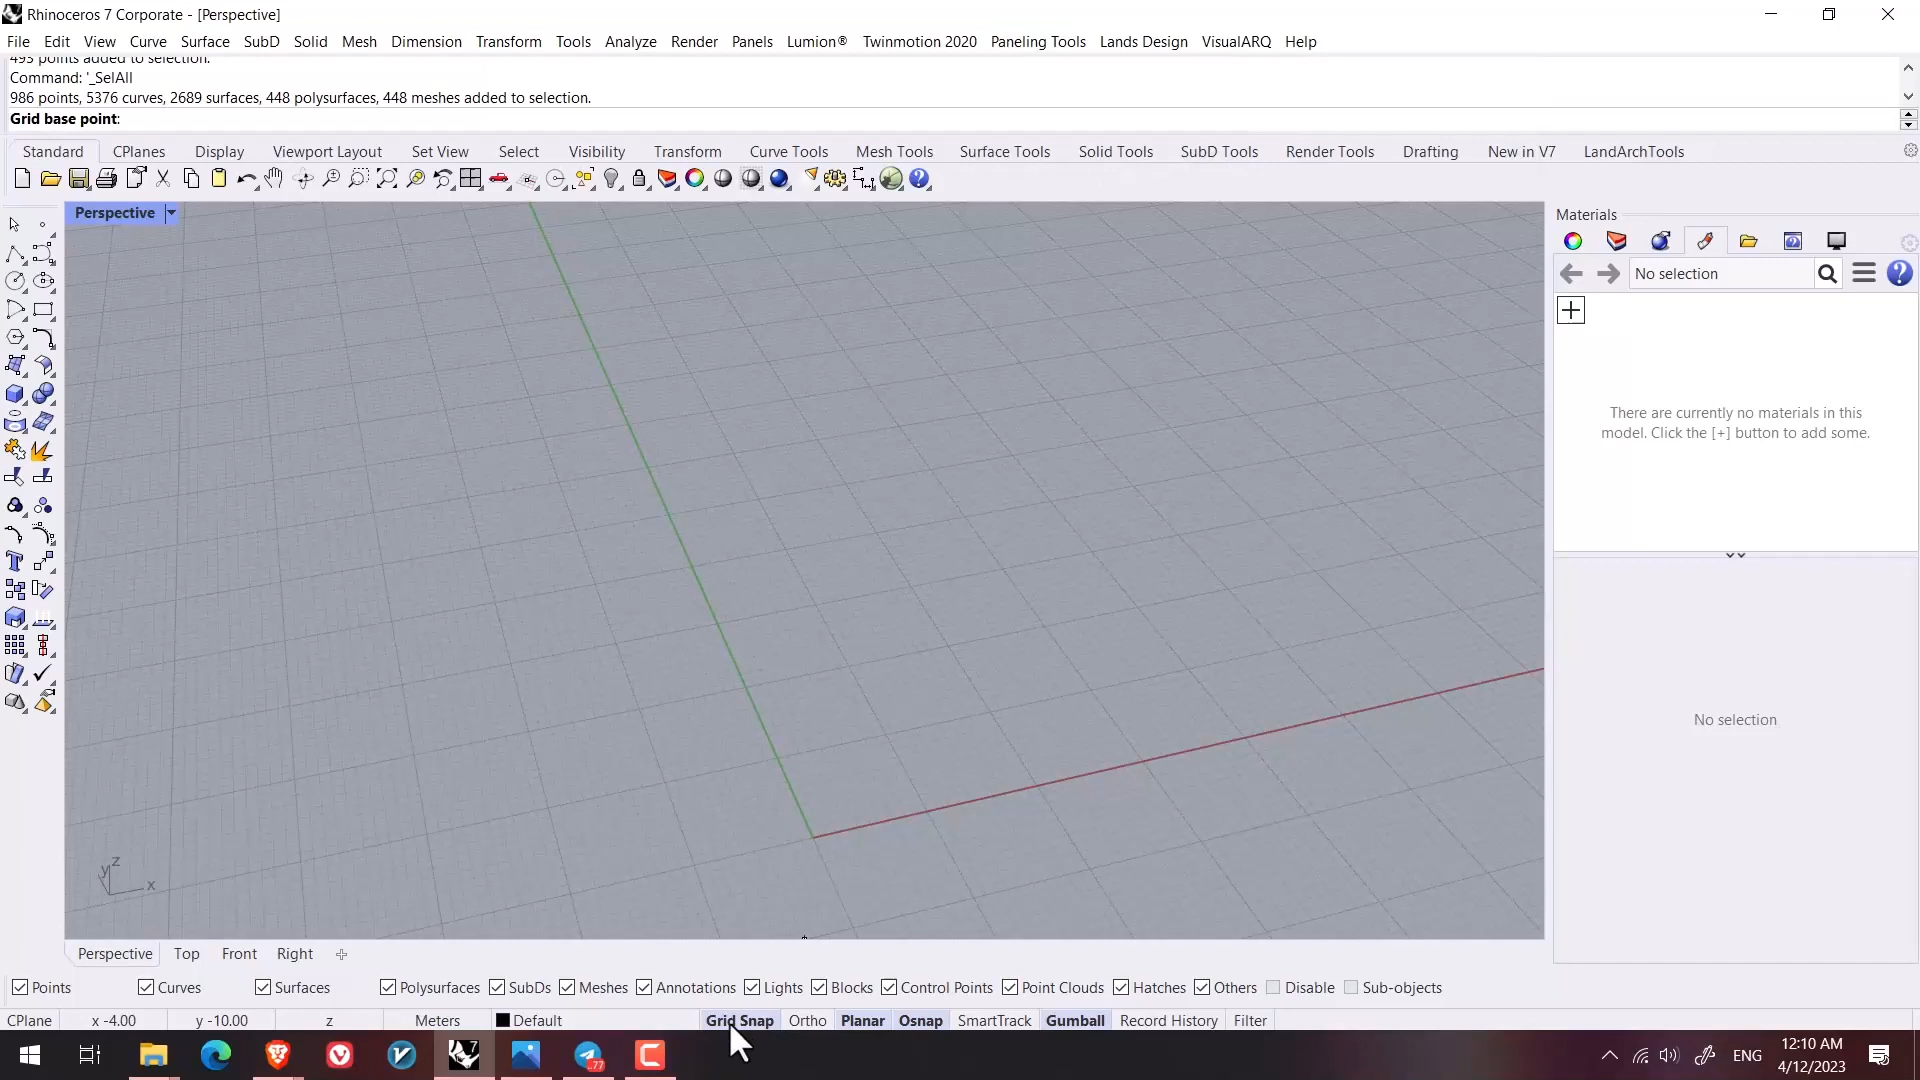 Rhinoceros 7 Corporate - [Perspective]
File Edit View Curve Surface SubD Solid Mesh Dimension Transform Tools Analyze Render Panels Lumion® Twinmotion 2020 Paneling Tools Lands Design VisualARQ Help
493 points added to selection.
Command: '_SelAll
986 points, 5376 curves, 2689 surfaces, 448 polysurfaces, 448 meshes added to selection.
Grid base point:
Standard CPlanes Display Viewport Layout Set View Select Visibility Transform Curve Tools Mesh Tools Surface Tools Solid Tools SubD Tools Render Tools Drafting New in V7 LandArchTools
Perspective
Materials
No selection
There are currently no materials in this
model. Click the [+] button to add some.
No selection
z
y
x
Perspective Top Front Right
Points Curves Surfaces Polysurfaces SubDs Meshes Annotations Lights Blocks Control Points Point Clouds Hatches Others Disable Sub-objects
CPlane x -4.00 y -10.00 z Meters Default Grid Snap Ortho Planar Osnap SmartTrack Gumball Record History Filter
7
77
ENG
12:10 AM
4/12/2023